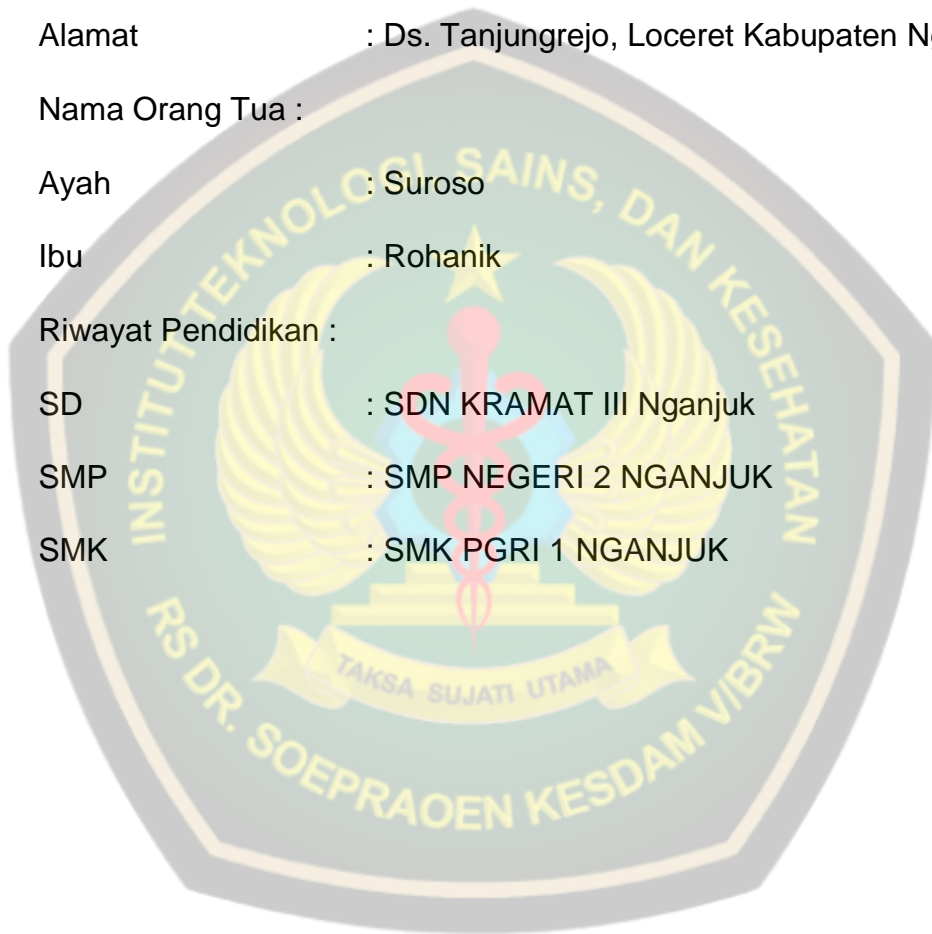 Alamat : Ds. Tanjungrejo, Loceret Kabupaten
Nama Orang Tua :
Ayah : Suroso
Ibu : Rohanik
Riwayat Pendidikan :
SD : SDN KRAMAT III Nganjuk
SMP : SMP NEGERI 2 NGANJUK
SMK : SMK PGRI 1 NGANJUK
INSTITUT TEKNOLOGI, SAINS, DAN KESEHATAN
TAKSA SUJATI UTAMA
RS DR. SOEPRAOEN KESDAM V/BRW